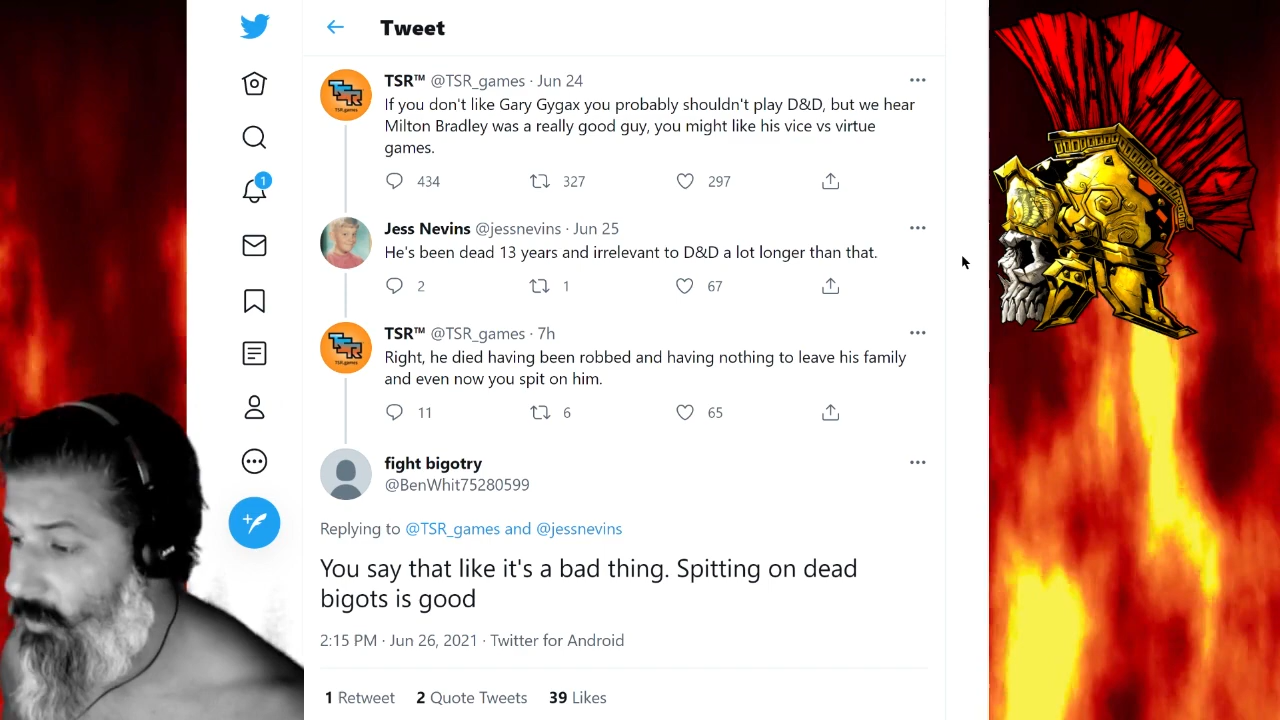 Tweet
TSR™ @TSR_games · Jun 24
If you don't like Gary Gygax you probably shouldn't play D&D, but we hear
Milton Bradley was a really good guy, you might like his vice vs virtue
games.
434 327 297
Jess Nevins @jessnevins · Jun 25
He's been dead 13 years and irrelevant to D&D a lot longer than that.
2 1 67
TSR™ @TSR_games · 7h
Right, he died having been robbed and having nothing to leave his family
and even now you spit on him.
11 6 65
fight bigotry
@BenWhit75280599
Replying to @TSR_games and @jessnevins
You say that like it's a bad thing. Spitting on dead
bigots is good
2:15 PM · Jun 26, 2021 · Twitter for Android
1 Retweet 2 Quote Tweets 39 Likes
1